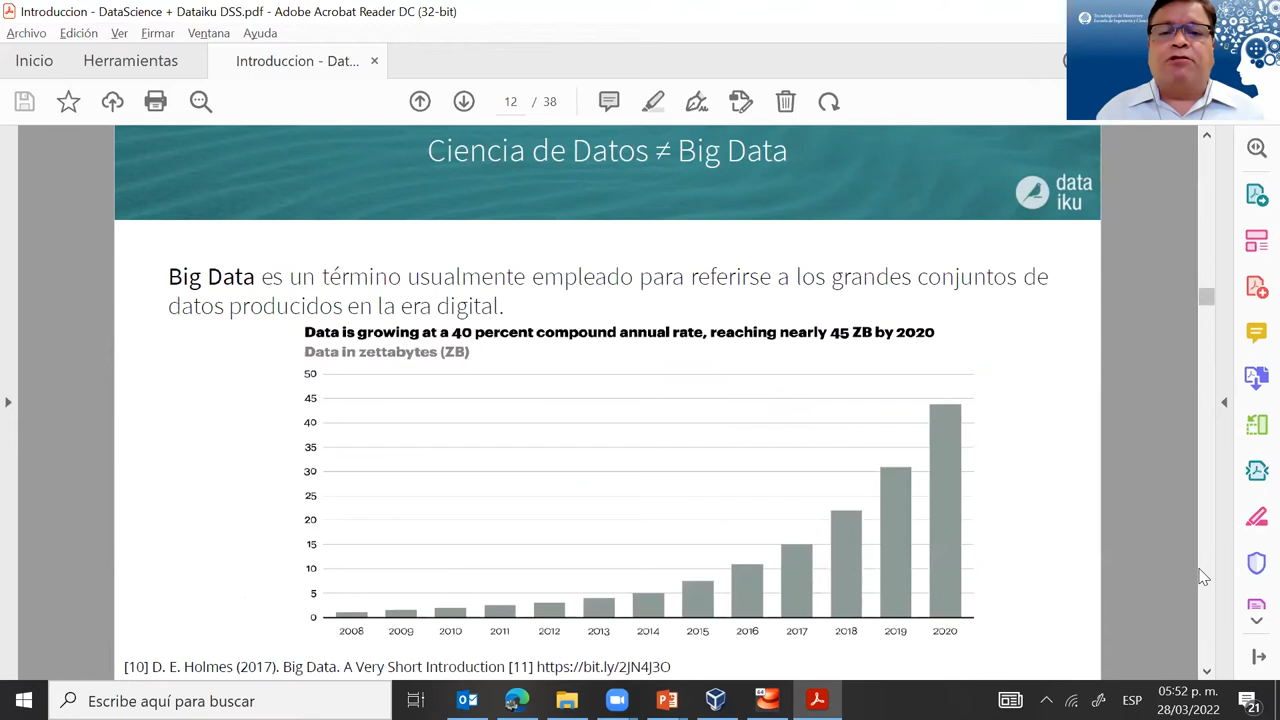 Introduccion - DataScience + Dataiku DSS.pdf - Adobe Acrobat Reader DC (32-bit)
Archivo Edición Ver Firmar Ventana Ayuda
Inicio Herramientas Introduccion - Dat... ×
12 / 38
Tecnológico de Monterrey
Ciencia de Datos ≠ Big Data
data
iku
Big Data es un término usualmente empleado para referirse a los grandes conjuntos de
datos producidos en la era digital.
Data is growing at a 40 percent compound annual rate, reaching nearly 45 ZB by 2020
Data in zettabytes (ZB)
50
45
40
35
30
25
20
15
10
5
0
2008 2009 2010 2011 2012 2013 2014 2015 2016 2017 2018 2019 2020
[10] D. E. Holmes (2017). Big Data. A Very Short Introduction [11] https://bit.ly/2JN4J3O
Escribe aquí para buscar
ESP
05:52 p. m.
28/03/2022
21